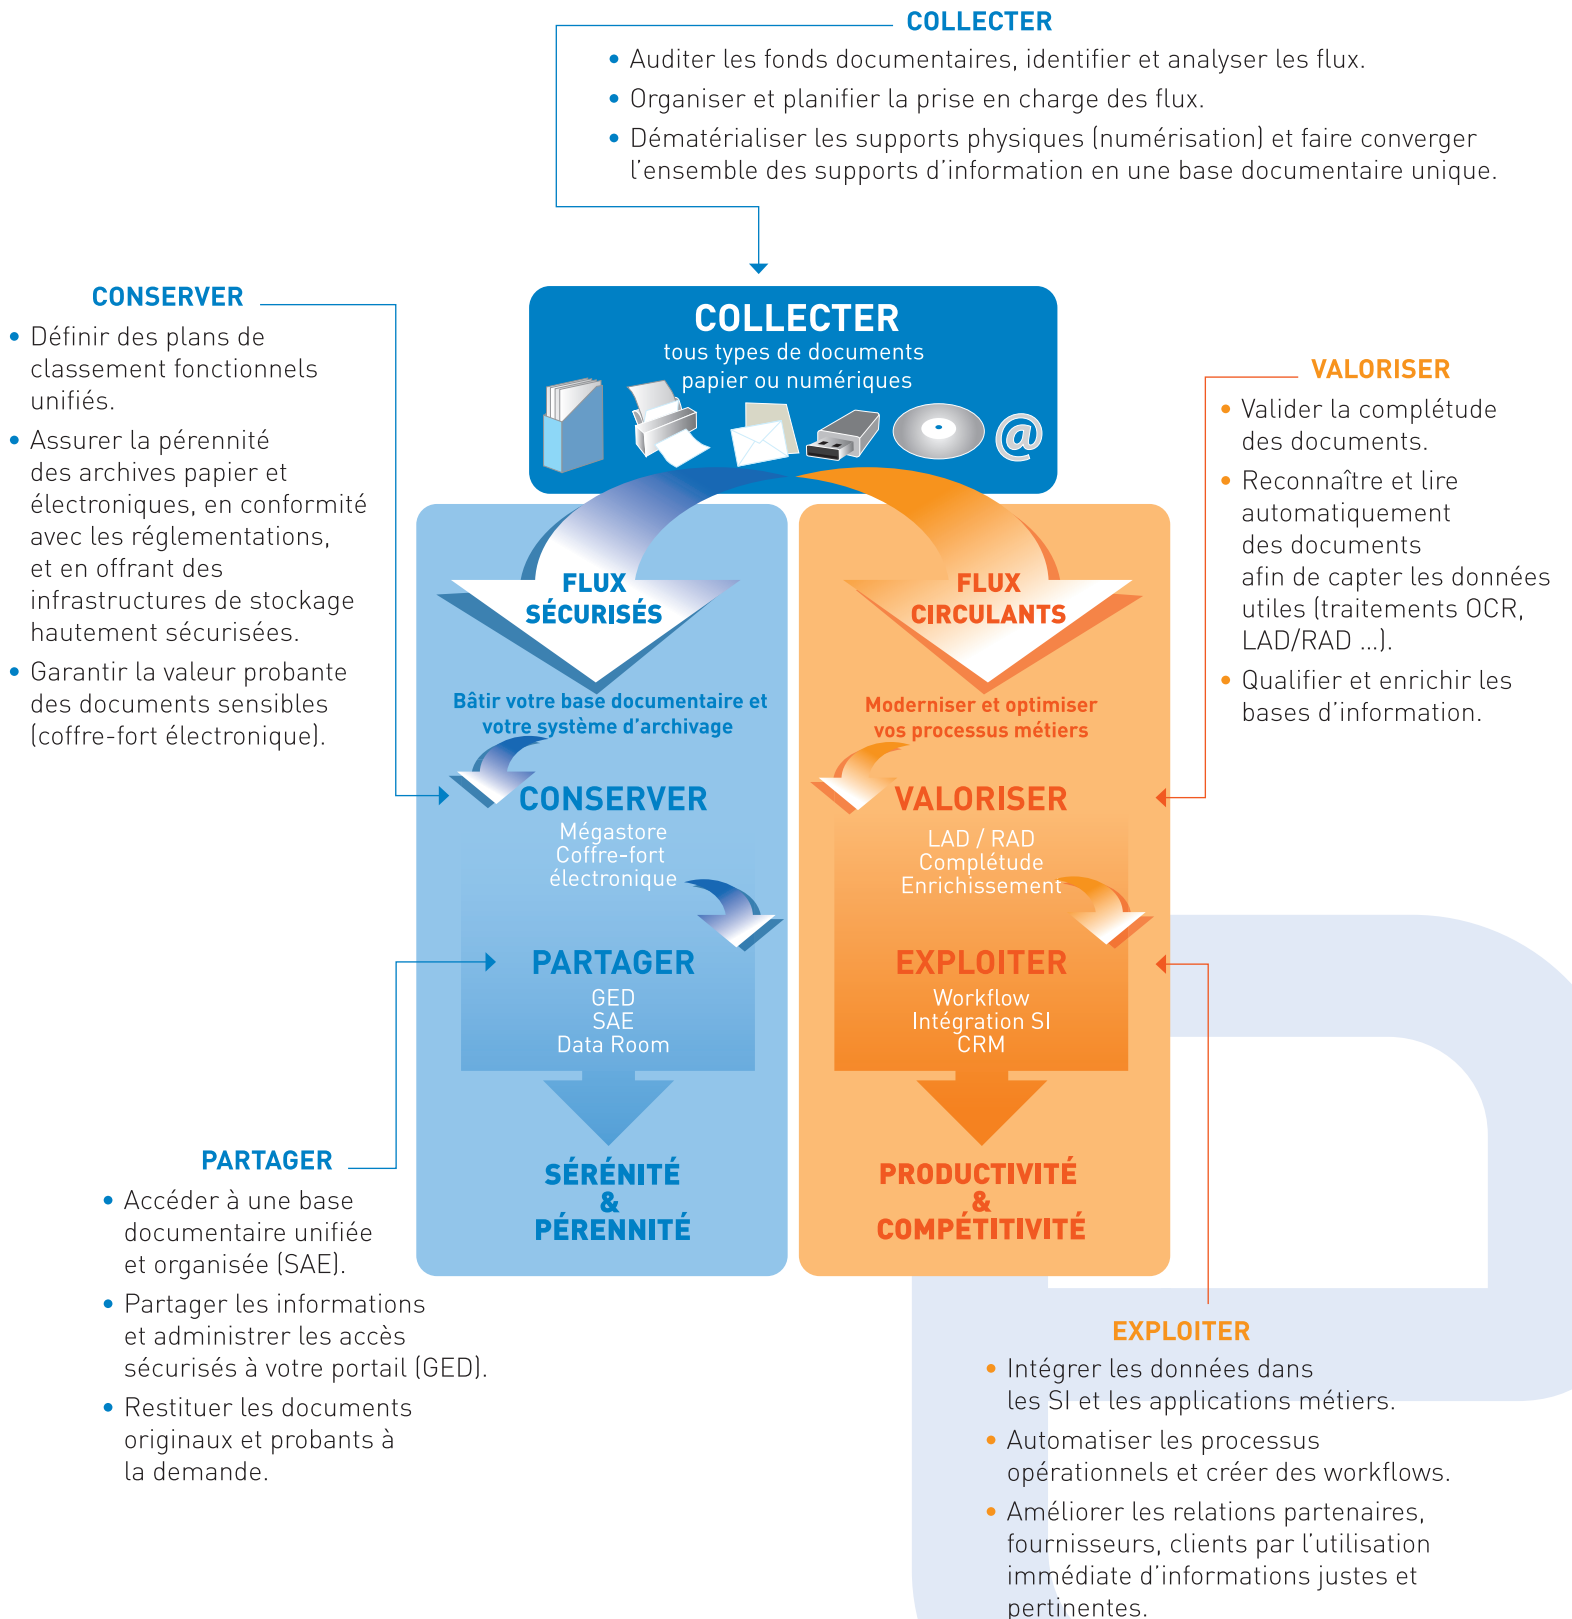 COLLECTER
• Auditer les fonds documentaires, identifier et analyser les flux.
• Organiser et planifier la prise en charge des flux.
• Dématérialiser les supports physiques (numérisation) et faire converger
l’ensemble des supports d’information en une base documentaire unique.
CONSERVER
• Définir des plans de
classement fonctionnels
unifiés.
• Assurer la pérennité
des archives papier et
électroniques, en conformité
avec les réglementations,
et en offrant des
infrastructures de stockage
hautement sécurisées.
• Garantir la valeur probante
des documents sensibles
(coffre-fort électronique).
COLLECTER
tous types de documents
papier ou numériques
@
VALORISER
• Valider la complétude
des documents.
• Reconnaître et lire
automatiquement
des documents
afin de capter les données
utiles (traitements OCR,
LAD/RAD ...).
• Qualifier et enrichir les
bases d’information.
FLUX
SÉCURISÉS
Bâtir votre base documentaire et
votre système d’archivage
CONSERVER
Mégastore
Coffre-fort
électronique
PARTAGER
GED
SAE
Data Room
SÉRÉNITÉ
&
PÉRENNITÉ
FLUX
CIRCULANTS
Moderniser et optimiser
vos processus métiers
VALORISER
LAD / RAD
Complétude
Enrichissement
EXPLOITER
Workflow
Intégration SI
CRM
PRODUCTIVITÉ
&
COMPÉTITIVITÉ
PARTAGER
• Accéder à une base
documentaire unifiée
et organisée (SAE).
• Partager les informations
et administrer les accès
sécurisés à votre portail (GED).
• Restituer les documents
originaux et probants à
la demande.
EXPLOITER
• Intégrer les données dans
les SI et les applications métiers.
• Automatiser les processus
opérationnels et créer des workflows.
• Améliorer les relations partenaires,
fournisseurs, clients par l’utilisation
immédiate d’informations justes et
pertinentes.